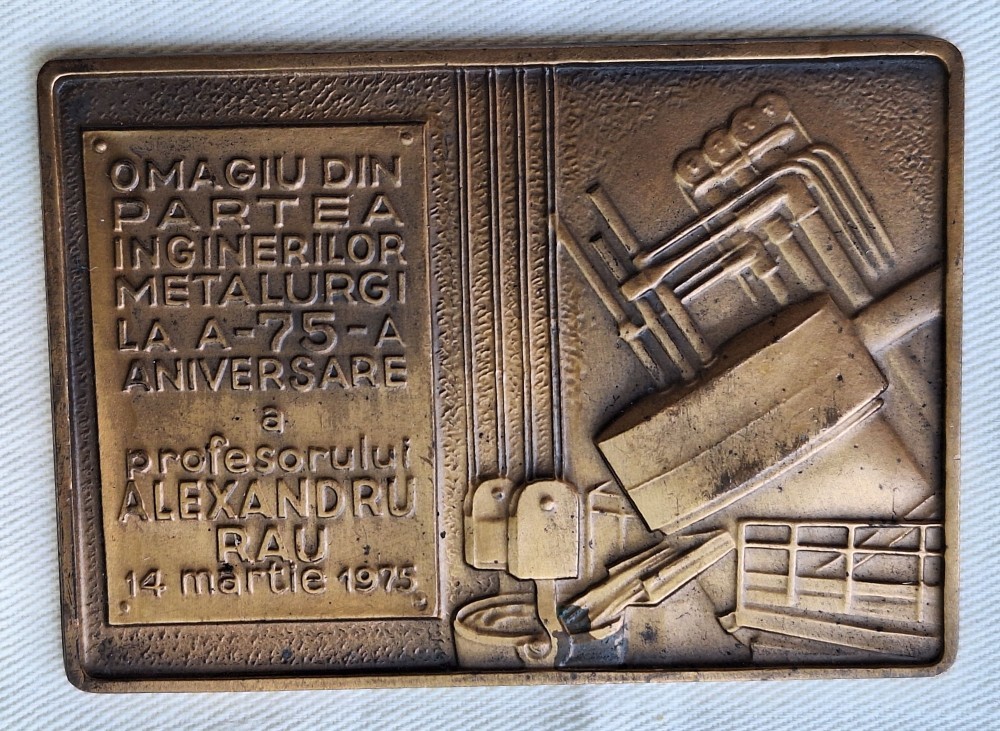 OMAGIU DIN
PARTEA
INGINERILOR
METALURGI
LA A-75-A
ANIVERSARE
a
profesorului
ALEXANDRU
RAU
14 martie 1975